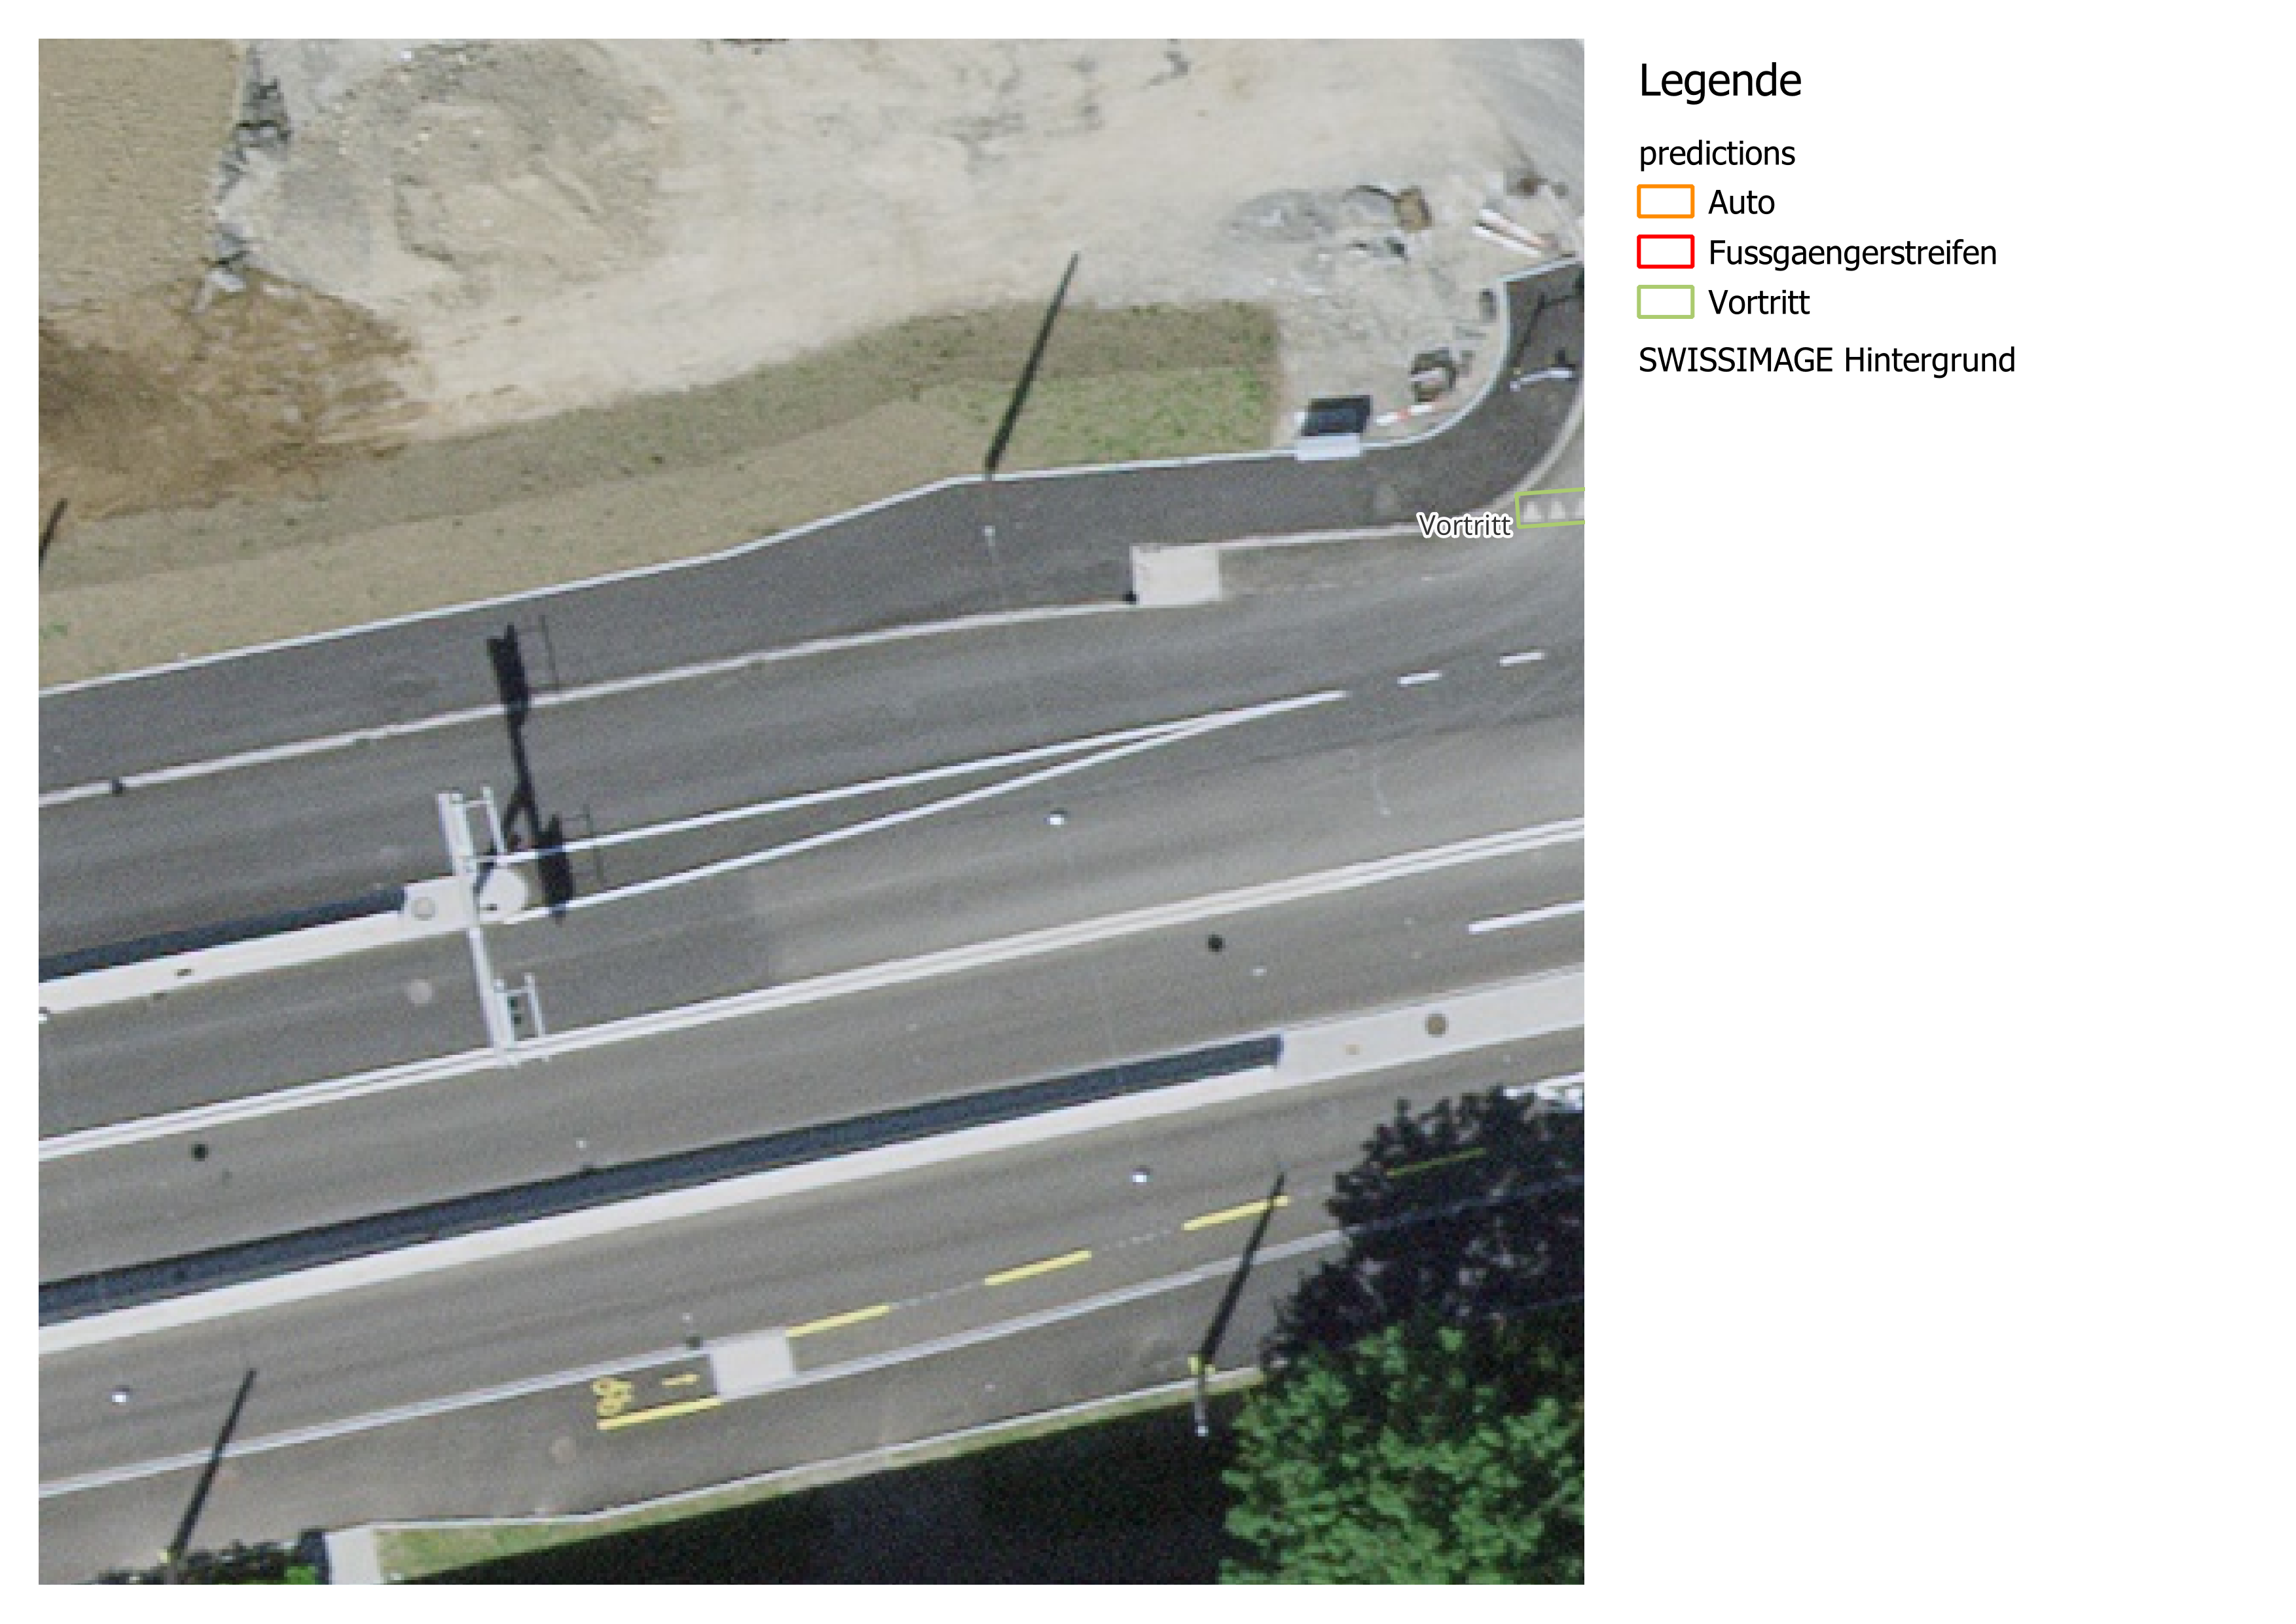 Legende
predictions
Auto
Fussgaengerstreifen
Vortritt
SWISSIMAGE Hintergrund
Vortritt